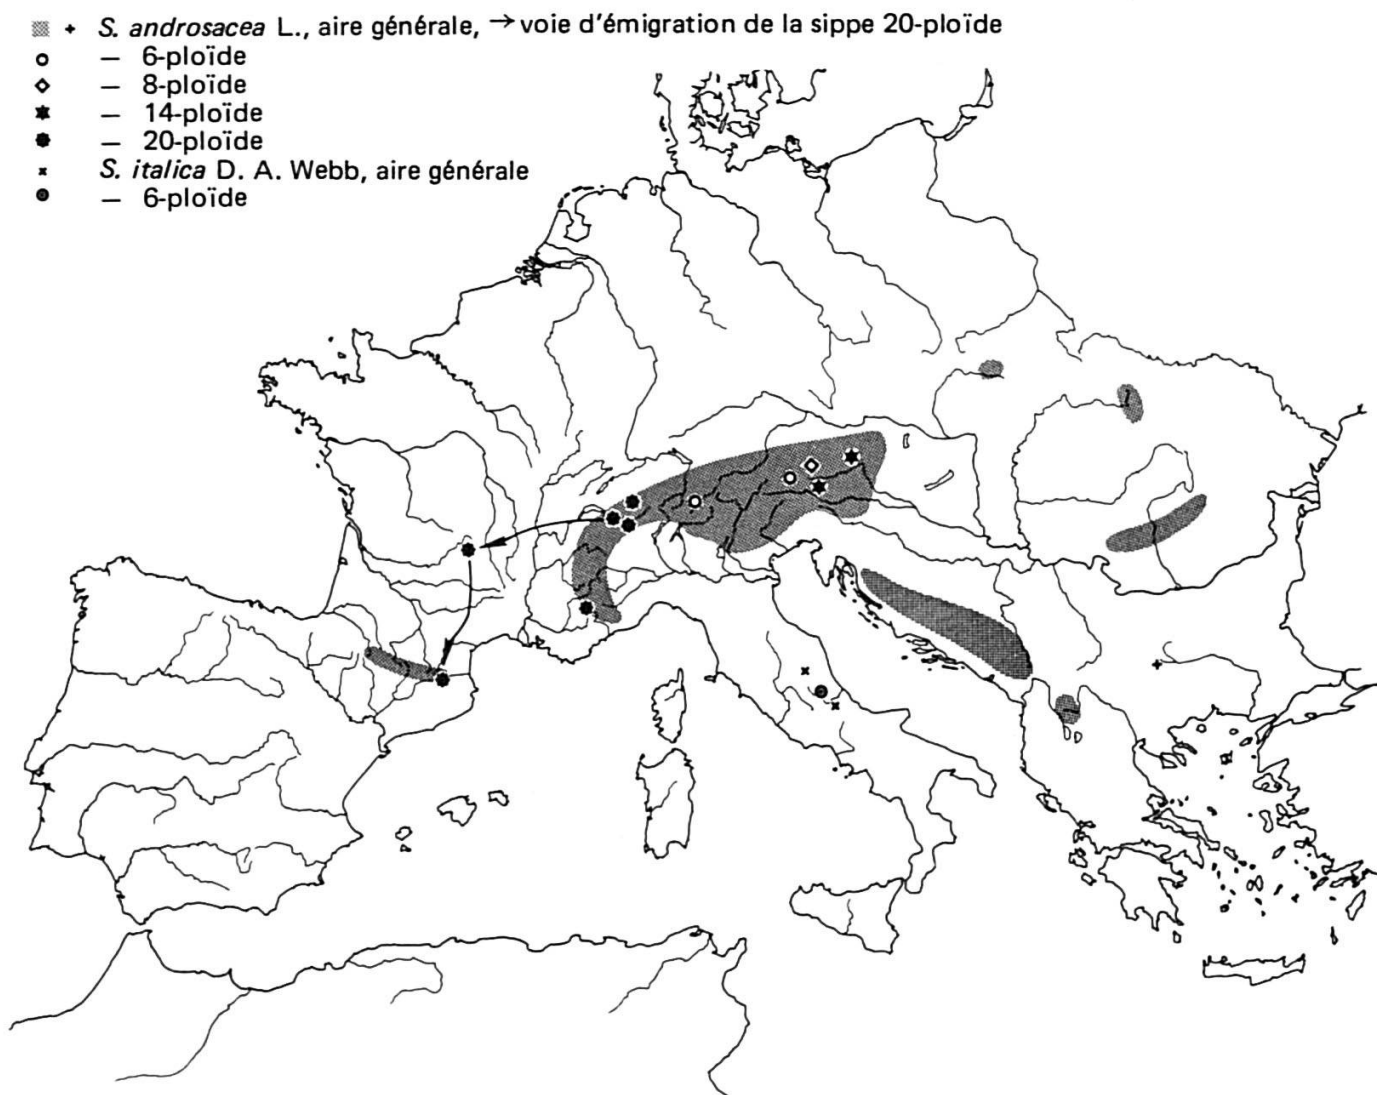 + S. androsacea L., aire générale, → voie d'émigration de la sippe 20-ploïde
— 6-ploïde
— 8-ploïde
— 14-ploïde
— 20-ploïde
× S. italica D. A. Webb, aire générale
— 6-ploïde